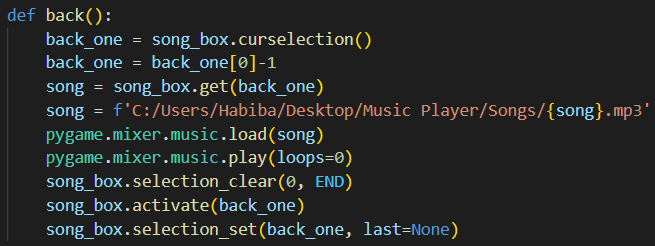 def back():
    back_one = song_box.curselection()
    back_one = back_one[0]-1
    song = song_box.get(back_one)
    song = f'C:/Users/Habiba/Desktop/Music Player/Songs/{song}.mp3'
    pygame.mixer.music.load(song)
    pygame.mixer.music.play(loops=0)
    song_box.selection_clear(0, END)
    song_box.activate(back_one)
    song_box.selection_set(back_one, last=None)